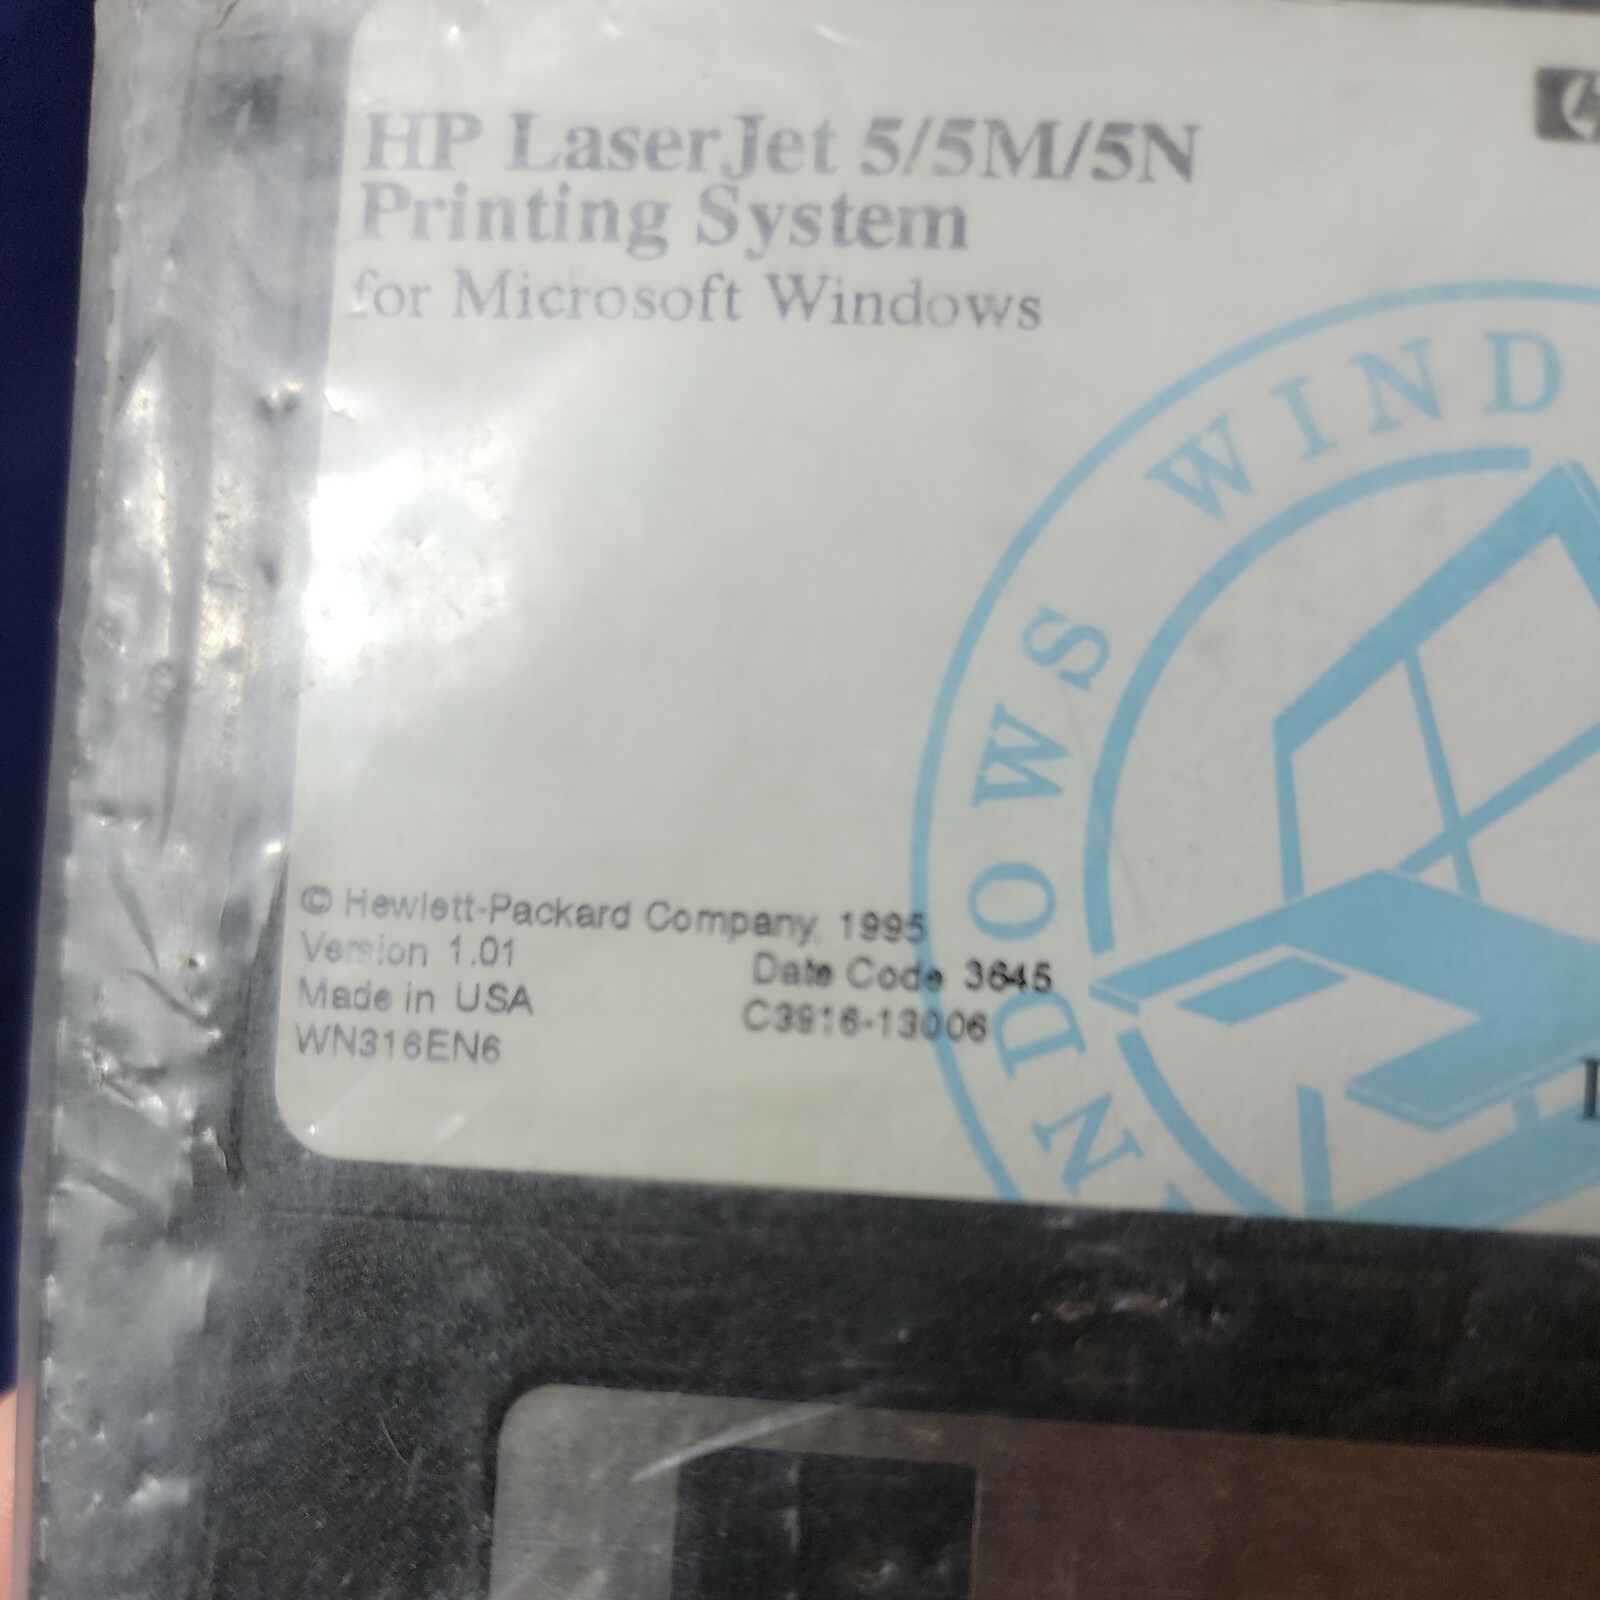 HP LaserJet 5/5M/5N
Printing System
for Microsoft Windows
WINDOWS WIND
© Hewlett-Packard Company, 1995
Version 1.01
Date Code 3645
Made in USA
C3916-13006
WN316EN6